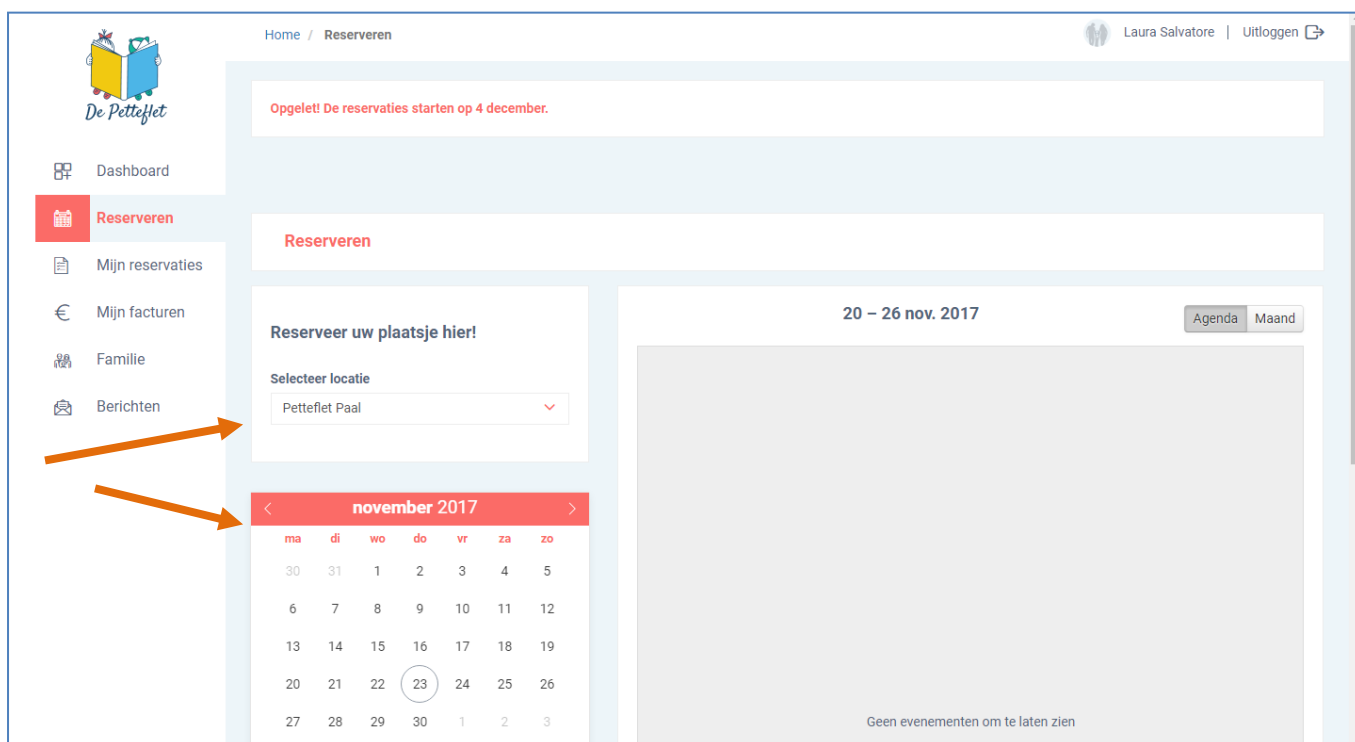 Home / Reserveren
Laura Salvatore | Uitloggen
De Petteflet
Opgelet! De reservaties starten op 4 december.
Dashboard
Reserveren
Mijn reservaties
Mijn facturen
Familie
Berichten
Reserveren
Reserveer uw plaatsje hier!
Selecteer locatie
Petteflet Paal
november 2017
ma di wo do vr za zo
30 31 1 2 3 4 5
6 7 8 9 10 11 12
13 14 15 16 17 18 19
20 21 22 23 24 25 26
27 28 29 30 1 2 3
20 – 26 nov. 2017
Agenda Maand
Geen evenementen om te laten zien